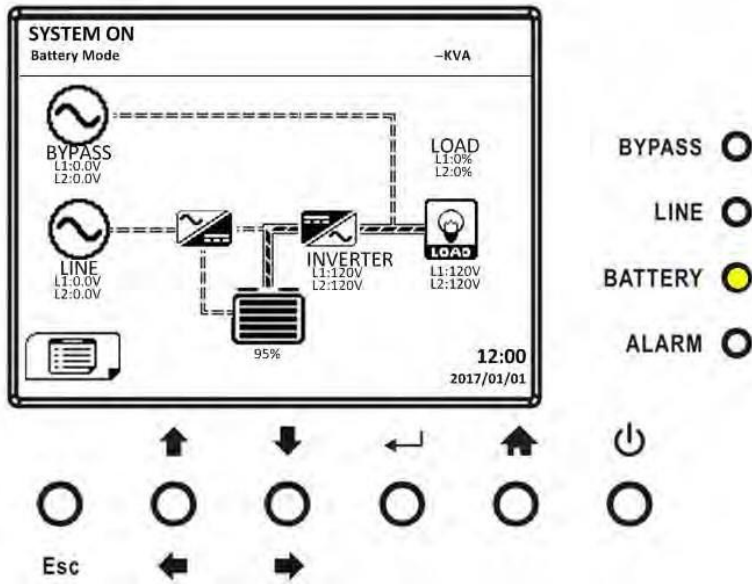 SYSTEM ON
Battery Mode
–KVA
BYPASS
L1:0.0V
L2:0.0V
LOAD
L1:0%
L2:0%
LINE
L1:0.0V
L2:0.0V
INVERTER
L1:120V
L2:120V
LOAD
L1:120V
L2:120V
95%
12:00
2017/01/01
BYPASS
LINE
BATTERY
ALARM
Esc